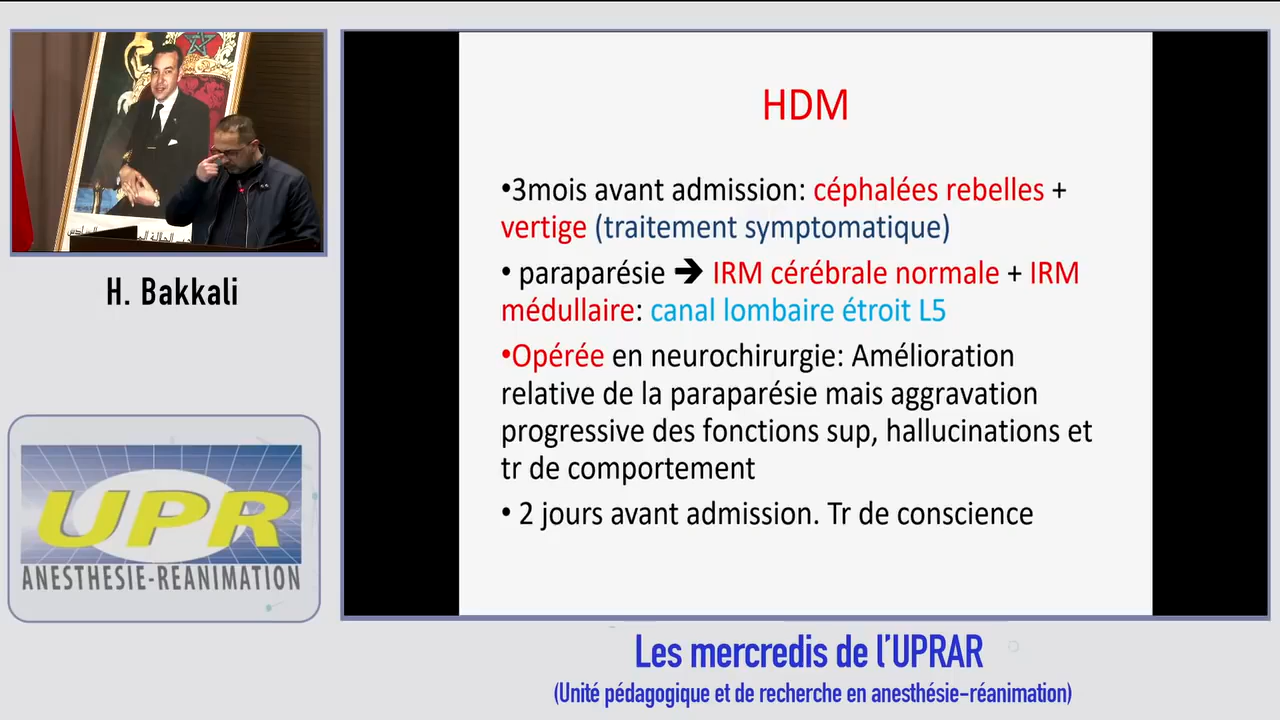 H. Bakkali
UPR
ANESTHESIE-REANIMATION
HDM
•3mois avant admission: céphalées rebelles +
vertige (traitement symptomatique)
• paraparésie ➔ IRM cérébrale normale + IRM
médullaire: canal lombaire étroit L5
•Opérée en neurochirurgie: Amélioration
relative de la paraparésie mais aggravation
progressive des fonctions sup, hallucinations et
tr de comportement
• 2 jours avant admission. Tr de conscience
Les mercredis de l'UPRAR
(Unité pédagogique et de recherche en anesthésie-réanimation)